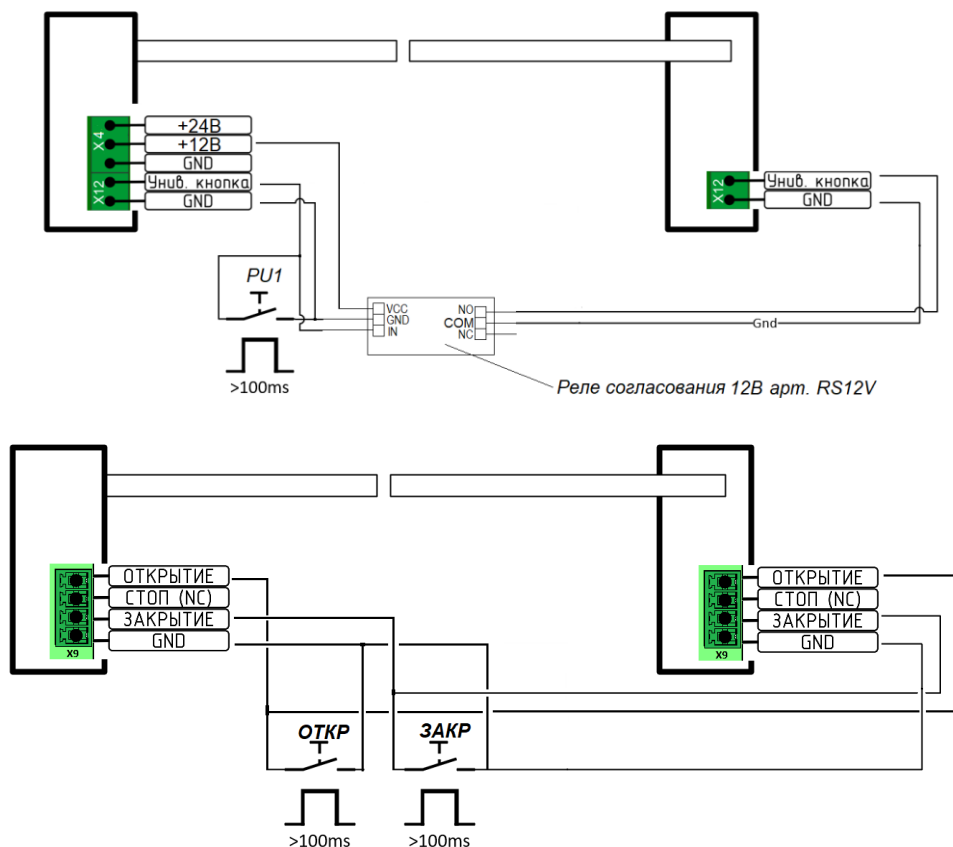 +24В
+12В
GND
Унив. кнопка
GND
X4
X12
Унив. кнопка
GND
X12
PU1
>100ms
VCC
GND
IN
NO
COM
NC
Gnd
Реле согласования 12В арт. RS12V
ОТКРЫТИЕ
СТОП (NC)
ЗАКРЫТИЕ
GND
X9
ОТКРЫТИЕ
СТОП (NC)
ЗАКРЫТИЕ
GND
X9
ОТКР
ЗАКР
>100ms
>100ms